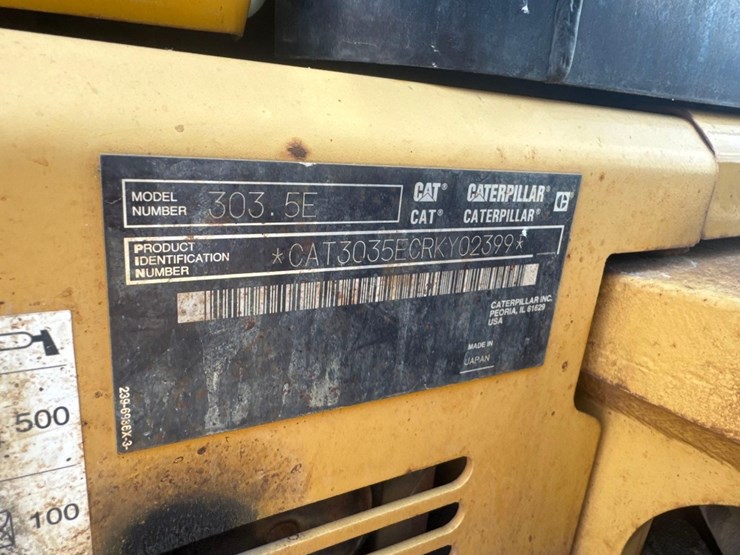 MODEL NUMBER 303.5E
CAT® CATERPILLAR®
CAT® CATERPILLAR®
PRODUCT IDENTIFICATION NUMBER *CAT3035ECRKY02399*
CATERPILLAR INC.
PEORIA, IL 61629
USA
MADE IN
JAPAN
500
100